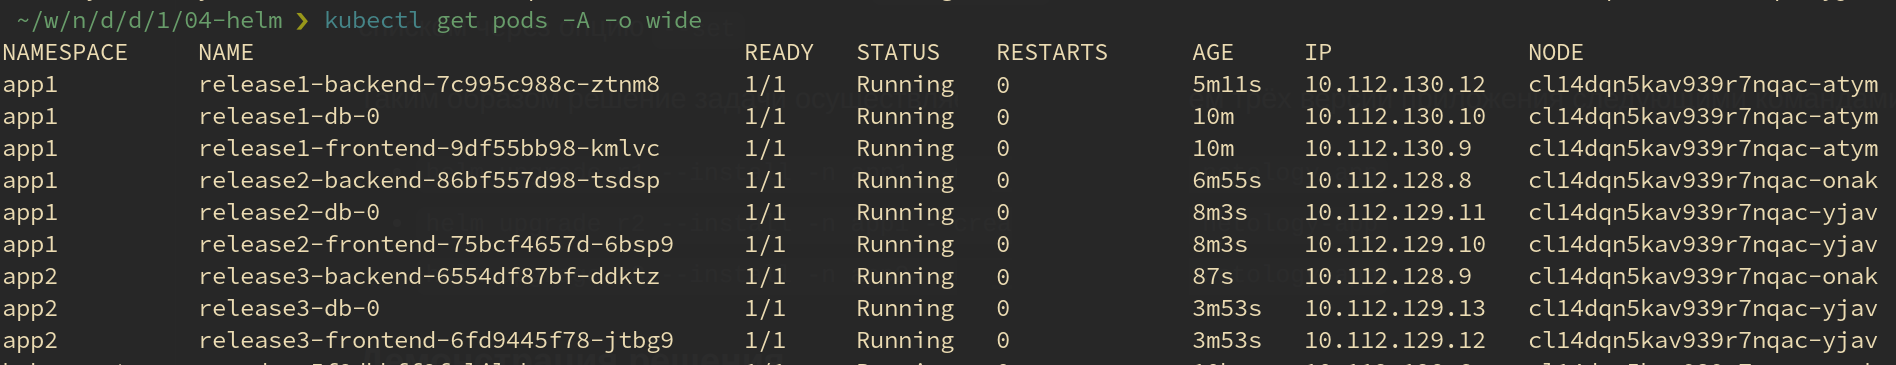 ~/w/n/d/d/1/04-helm ❯ kubectl get pods -A -o wide
NAMESPACE NAME READY STATUS RESTARTS AGE IP NODE
app1 release1-backend-7c995c988c-ztnm8 1/1 Running 0 5m11s 10.112.130.12 cl14dqn5kav939r7nqac-atym
app1 release1-db-0 1/1 Running 0 10m 10.112.130.10 cl14dqn5kav939r7nqac-atym
app1 release1-frontend-9df55bb98-kmlvc 1/1 Running 0 10m 10.112.130.9 cl14dqn5kav939r7nqac-atym
app1 release2-backend-86bf557d98-tsdsp 1/1 Running 0 6m55s 10.112.128.8 cl14dqn5kav939r7nqac-onak
app1 release2-db-0 1/1 Running 0 8m3s 10.112.129.11 cl14dqn5kav939r7nqac-yjav
app1 release2-frontend-75bcf4657d-6bsp9 1/1 Running 0 8m3s 10.112.129.10 cl14dqn5kav939r7nqac-yjav
app2 release3-backend-6554df87bf-ddktz 1/1 Running 0 87s 10.112.128.9 cl14dqn5kav939r7nqac-onak
app2 release3-db-0 1/1 Running 0 3m53s 10.112.129.13 cl14dqn5kav939r7nqac-yjav
app2 release3-frontend-6fd9445f78-jtbg9 1/1 Running 0 3m53s 10.112.129.12 cl14dqn5kav939r7nqac-yjav